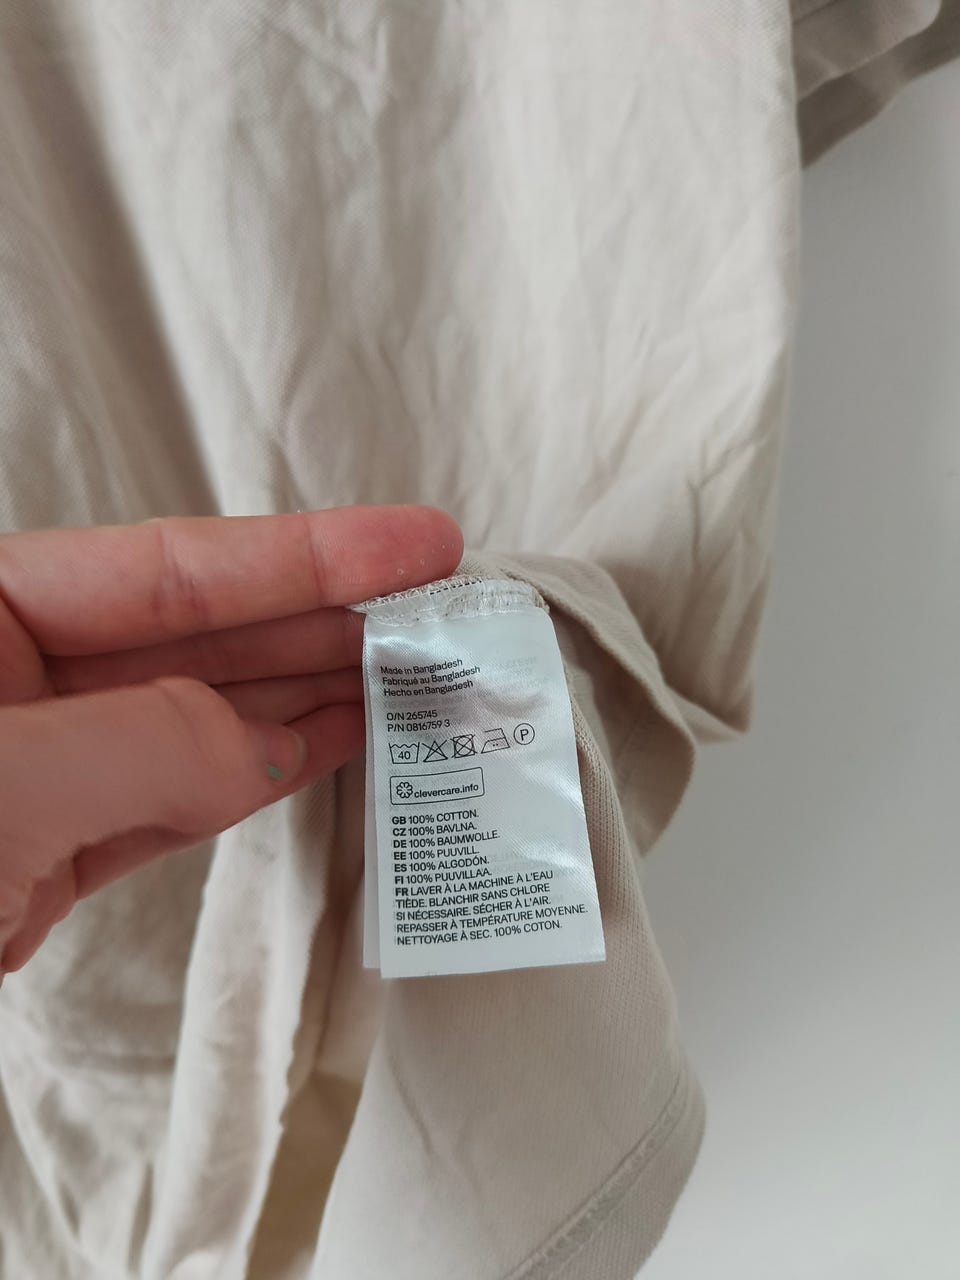 Made in Bangladesh
Fabriqué au Bangladesh
Hecho en Bangladesh
O/N 265745
P/N 0816759 3
40 P
clevercare.info
GB 100% COTTON.
CZ 100% BAVLNA.
DE 100% BAUMWOLLE.
EE 100% PUUVILL.
ES 100% ALGODÓN.
FI 100% PUUVILLAA.
FR LAVER À LA MACHINE À L'EAU
TIÈDE. BLANCHIR SANS CHLORE
SI NÉCESSAIRE. SÉCHER À L'AIR.
REPASSER À TEMPÉRATURE MOYENNE.
NETTOYAGE À SEC. 100% COTON.